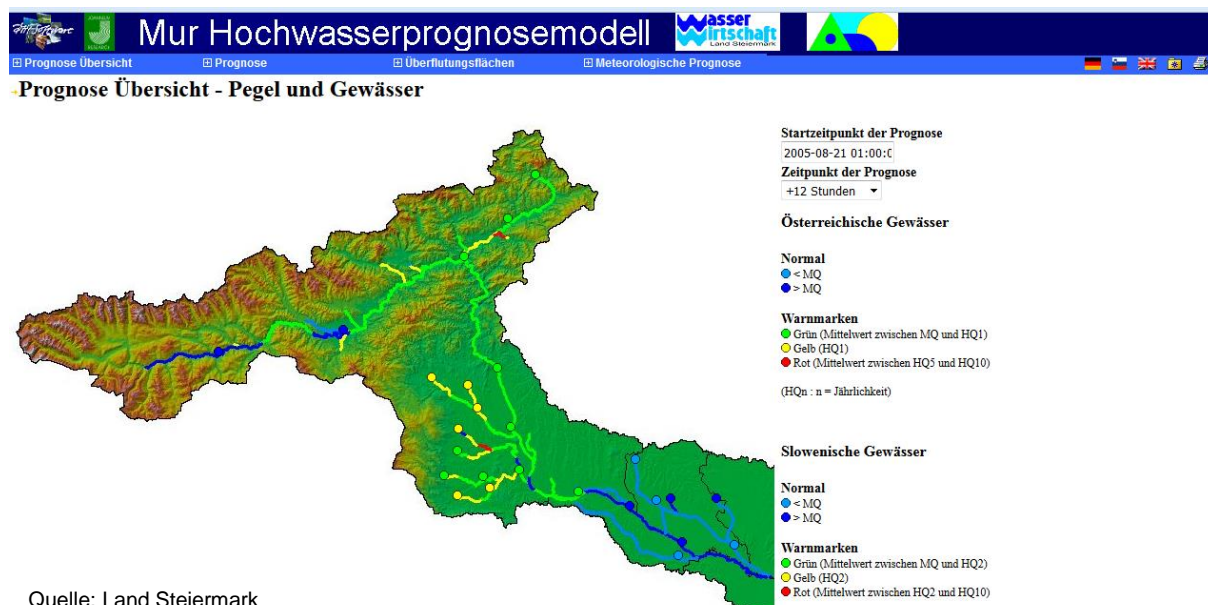 Mur Hochwasserprognosemodell
Wasser
Wirtschaft
Land Steiermark
Prognose Übersicht
Prognose
Überflutungsflächen
Meteorologische Prognose
Prognose Übersicht - Pegel und Gewässer
Startzeitpunkt der Prognose
2005-08-21 01:00:0
Zeitpunkt der Prognose
+12 Stunden
Österreichische Gewässer
Normal
< MQ
> MQ
Warnmarken
Grün (Mittelwert zwischen MQ und HQ1)
Gelb (HQ1)
Rot (Mittelwert zwischen HQ5 und HQ10)
(HQn : n = Jährlichkeit)
Slowenische Gewässer
Normal
< MQ
> MQ
Warnmarken
Grün (Mittelwert zwischen MQ und HQ2)
Gelb (HQ2)
Rot (Mittelwert zwischen HQ2 und HQ10)
Quelle: Land Steiermark